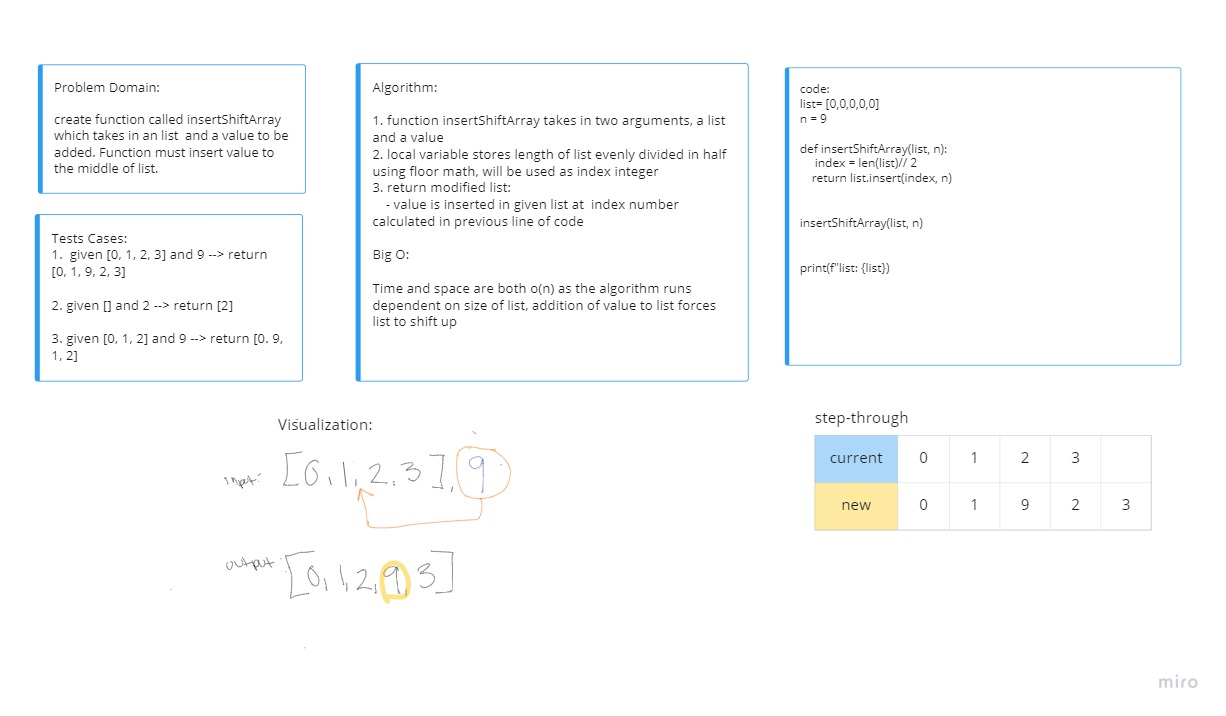 Problem Domain:
create function called insertShiftArray
which takes in an list  and a value to be
added. Function must insert value to
the middle of list.
Tests Cases:
1.  given [0, 1, 2, 3] and 9 --> return
[0, 1, 9, 2, 3]
2. given [] and 2 --> return [2]
3. given [0, 1, 2] and 9 --> return [0. 9,
1, 2]
Algorithm:
1. function insertShiftArray takes in two arguments, a list
and a value
2. local variable stores length of list evenly divided in half
using floor math, will be used as index integer
3. return modified list:
- value is inserted in given list at  index number
calculated in previous line of code
Big O:
Time and space are both o(n) as the algorithm runs
dependent on size of list, addition of value to list forces
list to shift up
code:
list= [0,0,0,0,0]
n = 9
def insertShiftArray(list, n):
index = len(list)// 2
return list.insert(index, n)
insertShiftArray(list, n)
print(f"list: {list})
Visualization:
input: [0, 1, 2, 3], 9
output: [0, 1, 2, 9, 3]
step-through
current 0 1 2 3
new 0 1 9 2 3
miro